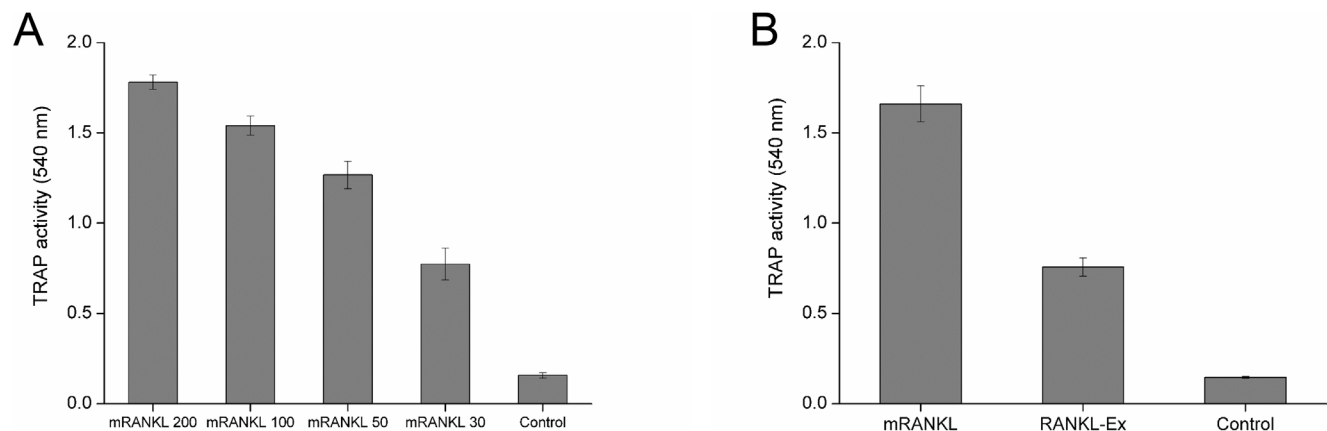 A
TRAP activity (540 nm)
2.0
1.5
1.0
0.5
0.0
mRANKL 200 mRANKL 100 mRANKL 50 mRANKL 30 Control
B
TRAP activity (540 nm)
2.0
1.5
1.0
0.5
0.0
mRANKL RANKL-Ex Control